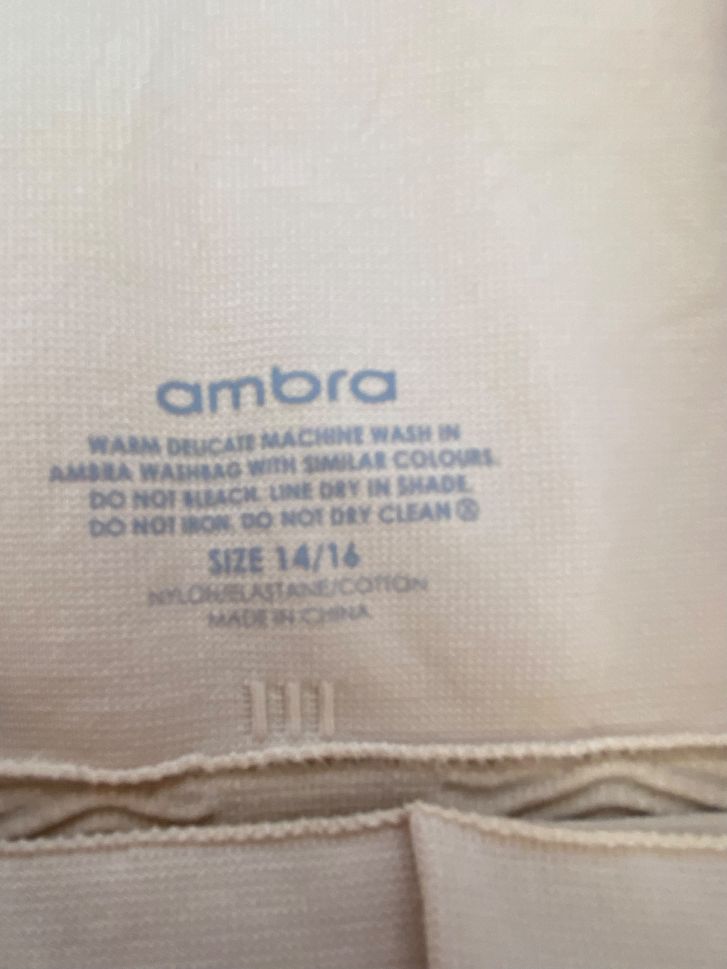 ambra
WARM DELICATE MACHINE WASH IN
AMBRA WASHBAG WITH SIMILAR COLOURS.
DO NOT BLEACH. LINE DRY IN SHADE.
DO NOT IRON. DO NOT DRY CLEAN
SIZE 14/16
NYLON/ELASTANE/COTTON
MADE IN CHINA